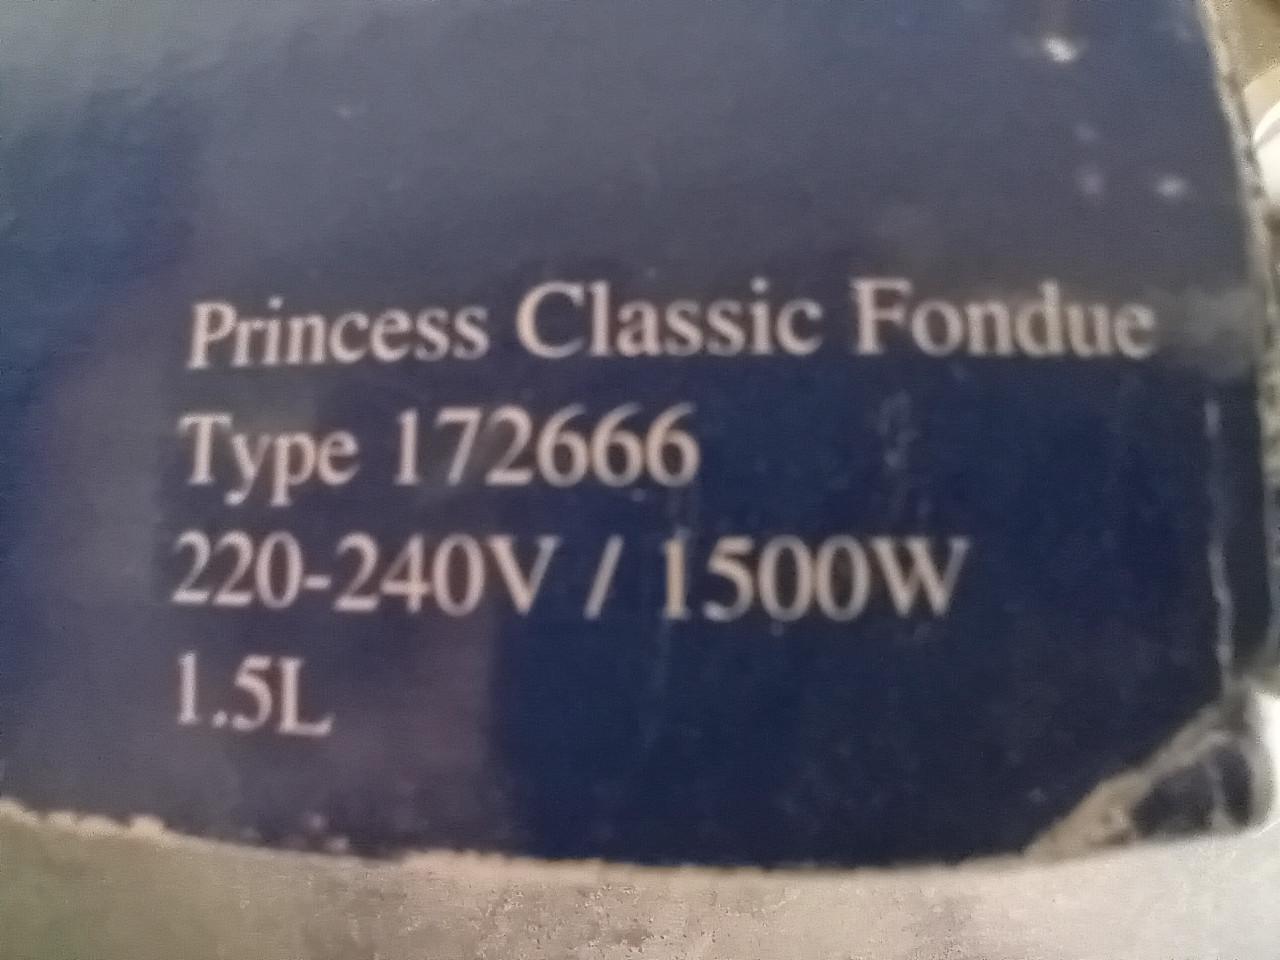 Princess Classic Fondue
Type 172666
220-240V / 1500W
1.5L